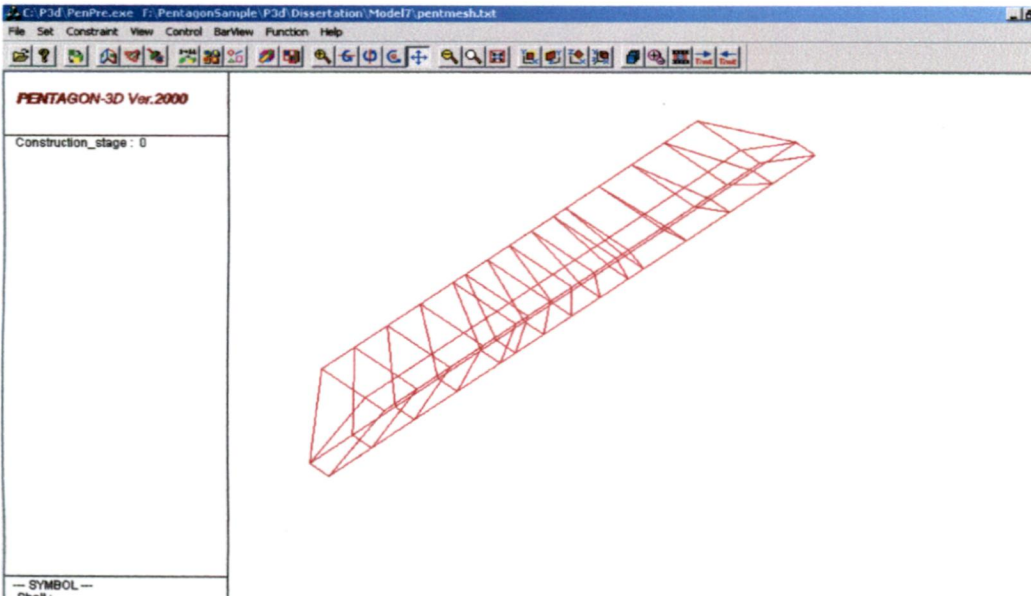 C:\P3d\PenPre.exe F:\PentagonSample\P3d\Dissertation\Model7\pentmesh.txt
File Set Constraint View Control BarView Function Help
PENTAGON-3D Ver.2000
Construction_stage : 0
--- SYMBOL ---